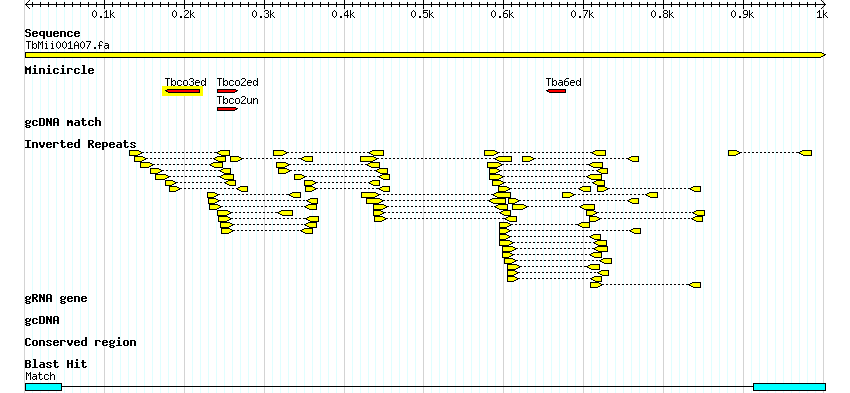 0.1k 0.2k 0.3k 0.4k 0.5k 0.6k 0.7k 0.8k 0.9k 1k
Sequence
TbMii001A07.fa
Minicircle
Tbco3ed Tbco2ed Tba6ed
Tbco2un
gcDNA match
Inverted Repeats
gRNA gene
gcDNA
Conserved region
Blast Hit
Match